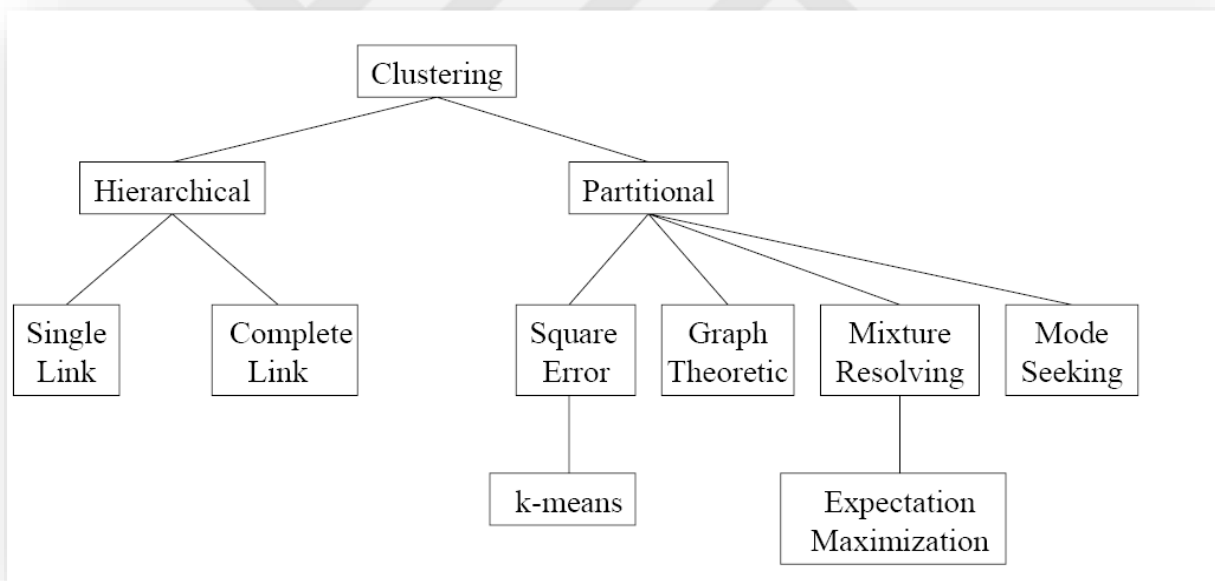 Clustering
Hierarchical
Partitional
Single
Link
Complete
Link
Square
Error
Graph
Theoretic
Mixture
Resolving
Mode
Seeking
k-means
Expectation
Maximization